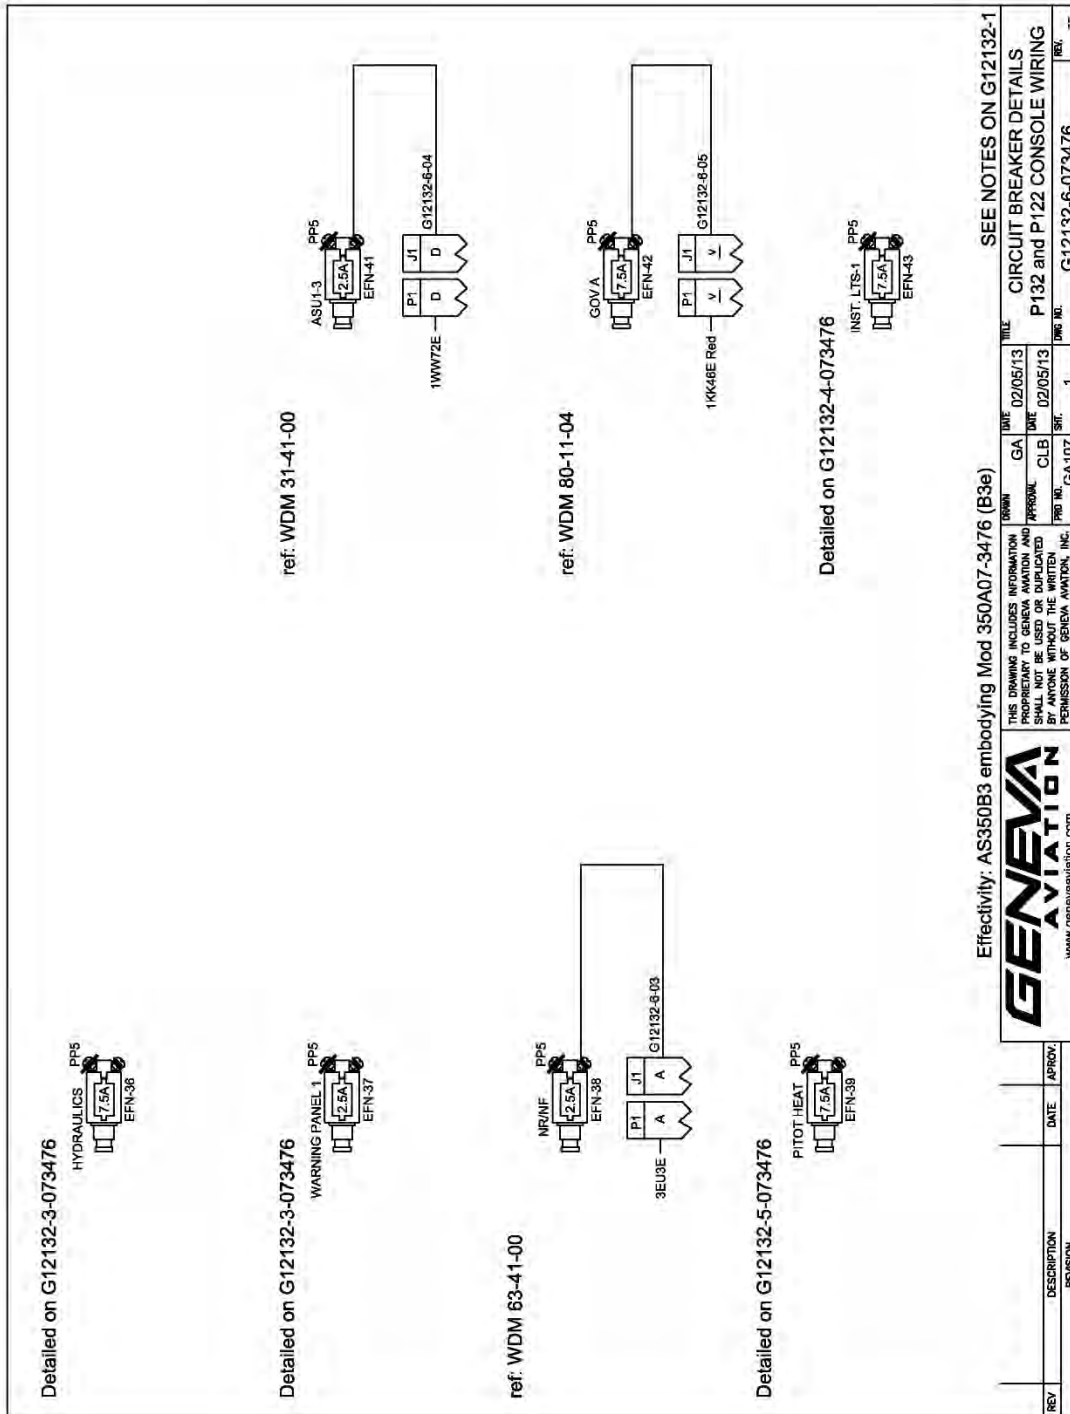 Detailed on G12132-3-073476
HYDRAULICS
PP5
7.5A
EFN-36
Detailed on G12132-3-073476
WARNING PANEL 1
PP5
2.5A
EFN-37
ref: WDM 63-41-00
NR/NF
PP5
2.5A
EFN-38
P1
J1
A
A
3EU3E
G12132-6-03
Detailed on G12132-5-073476
PITOT HEAT
PP5
7.5A
EFN-39
ref: WDM 31-41-00
ASU1-3
PP5
2.5A
EFN-41
P1
J1
D
D
1WW72E
G12132-6-04
ref: WDM 80-11-04
GOV A
PP5
7.5A
EFN-42
P1
J1
v
v
1KK46E Red
G12132-6-05
Detailed on G12132-4-073476
INST. LTS-1
PP5
7.5A
EFN-43
Effectivity: AS350B3 embodying Mod 350A07-3476 (B3e)
SEE NOTES ON G12132-1
REV
DESCRIPTION
DATE
APROV.
REVISION
GENEVA
AVIATION
www.genevaaviation.com
THIS DRAWING INCLUDES INFORMATION
PROPRIETARY TO GENEVA AVIATION AND
SHALL NOT BE USED OR DUPLICATED
BY ANYONE WITHOUT THE WRITTEN
PERMISSION OF GENEVA AVIATION, INC.
DRAWN
GA
DATE
02/05/13
APPROVAL
CLB
DATE
02/05/13
PRO NO.
GA107
SHT.
1
TITLE
CIRCUIT BREAKER DETAILS
P132 and P122 CONSOLE WIRING
DWG NO.
G12132-6-073476
REV.